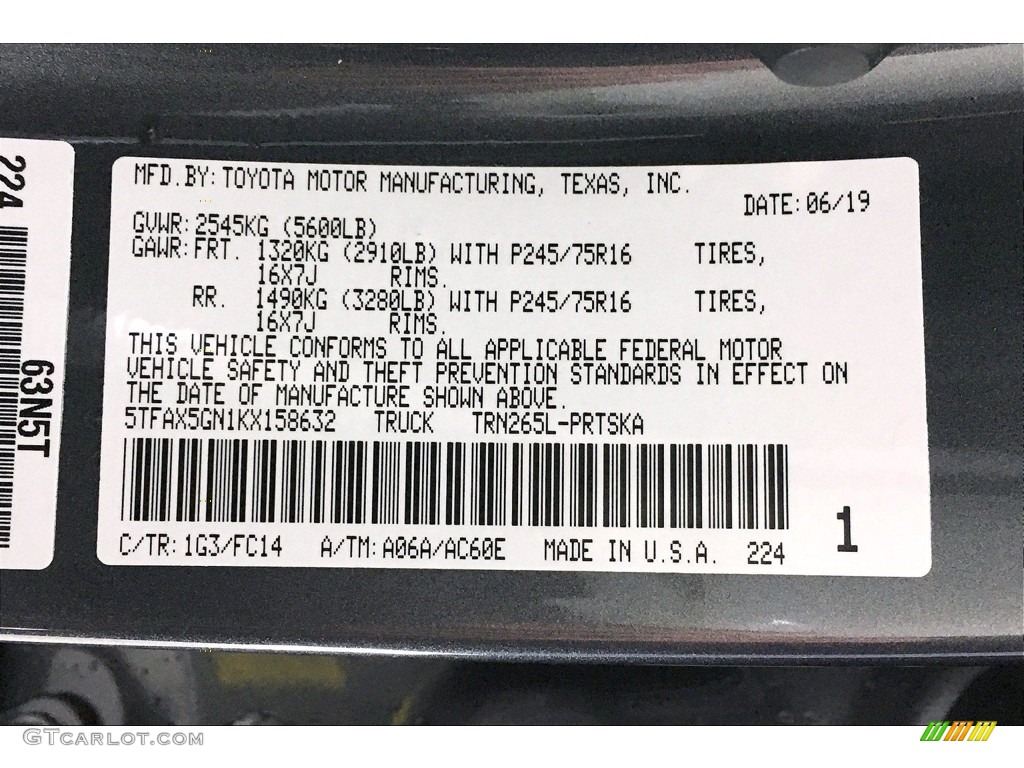 224
63N5T
MFD.BY: TOYOTA MOTOR MANUFACTURING, TEXAS, INC.
DATE: 06/19
GVWR: 2545KG (5600LB)
GAWR: FRT. 1320KG (2910LB) WITH P245/75R16 TIRES,
16X7J RIMS.
RR. 1490KG (3280LB) WITH P245/75R16 TIRES,
16X7J RIMS.
THIS VEHICLE CONFORMS TO ALL APPLICABLE FEDERAL MOTOR
VEHICLE SAFETY AND THEFT PREVENTION STANDARDS IN EFFECT ON
THE DATE OF MANUFACTURE SHOWN ABOVE.
5TFAX5GN1KX158632 TRUCK TRN265L-PRTSKA
C/TR: 1G3/FC14 A/TM: A06A/AC60E MADE IN U.S.A. 224
1
GTCARLOT.COM